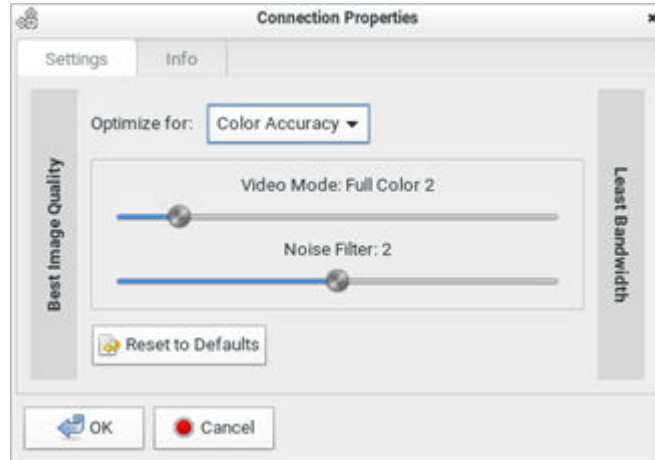 Connection Properties
Settings
Info
Optimize for: Color Accuracy
Best Image Quality
Video Mode: Full Color 2
Noise Filter: 2
Least Bandwidth
Reset to Defaults
OK
Cancel